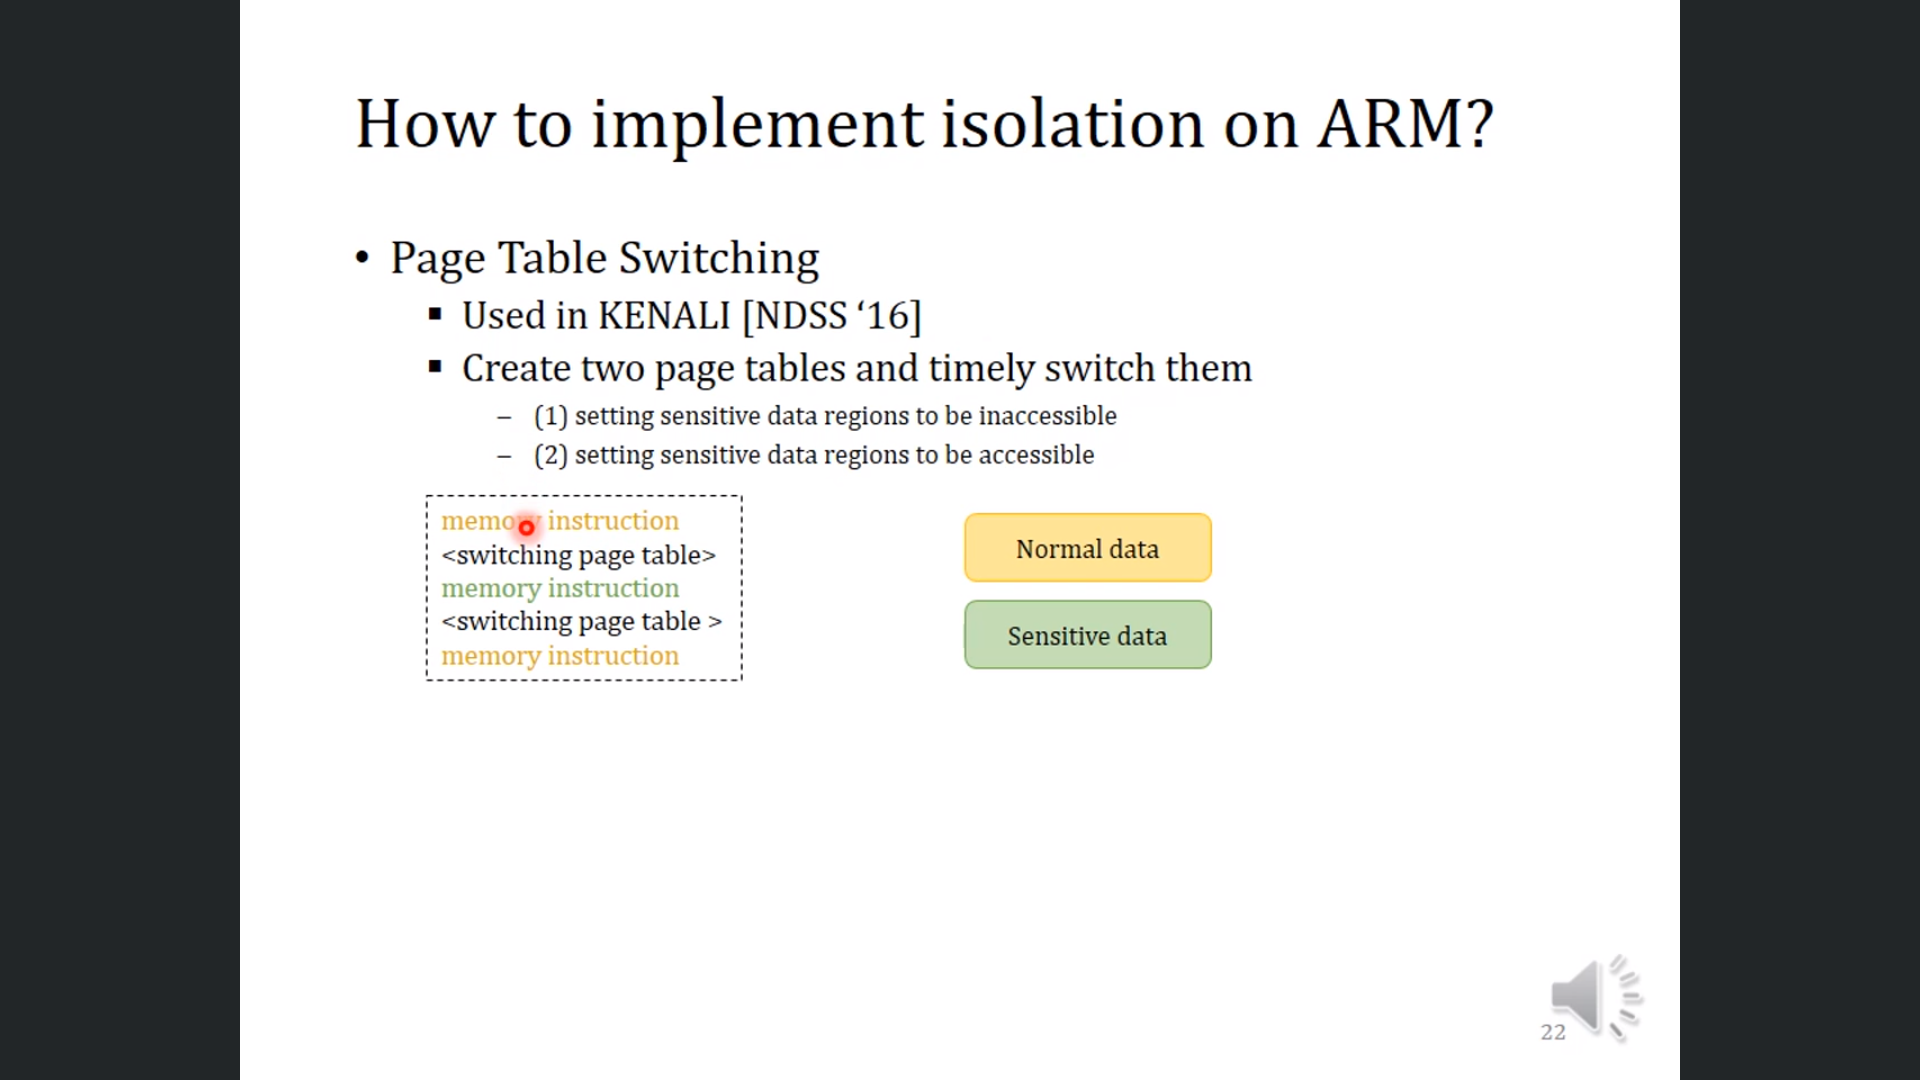 How to implement isolation on ARM?
• Page Table Switching
▪ Used in KENALI [NDSS ‘16]
▪ Create two page tables and timely switch them
– (1) setting sensitive data regions to be inaccessible
– (2) setting sensitive data regions to be accessible
memory instruction
<switching page table>
memory instruction
<switching page table >
memory instruction
Normal data
Sensitive data
22